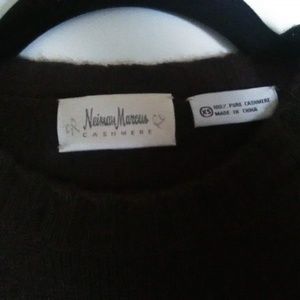 Neiman Marcus
CASHMERE
XS
100% PURE CASHMERE
MADE IN CHINA